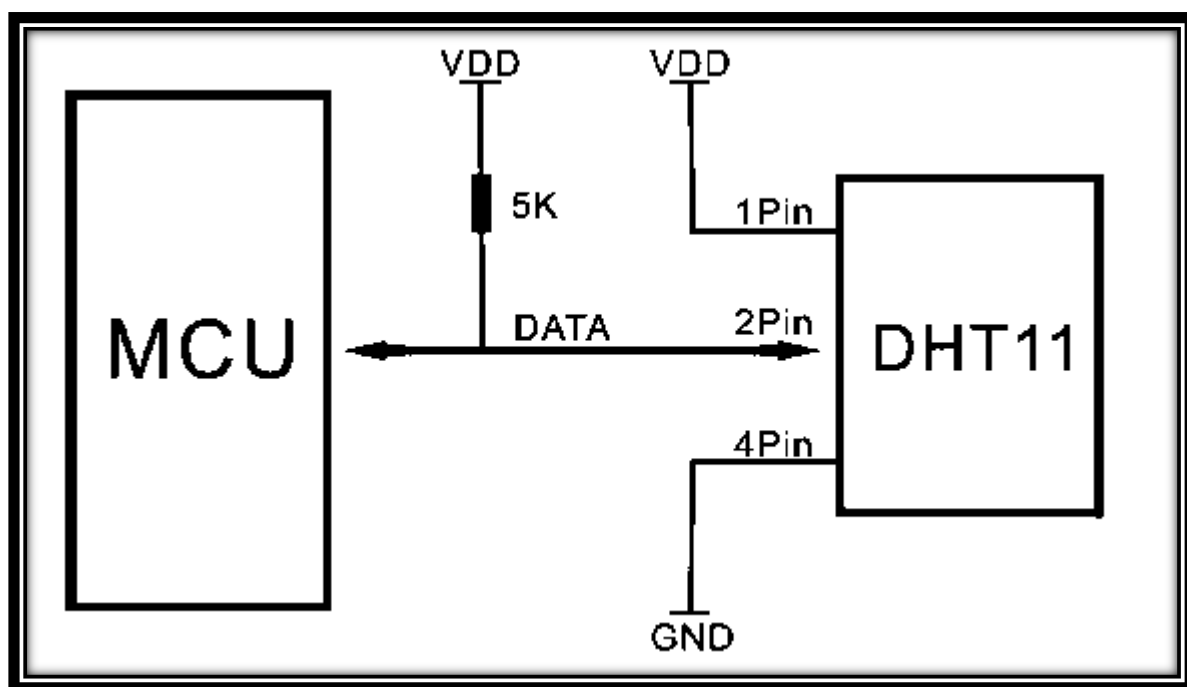 VDD VDD
5K
1Pin
DATA 2Pin
MCU DHT11
4Pin
GND